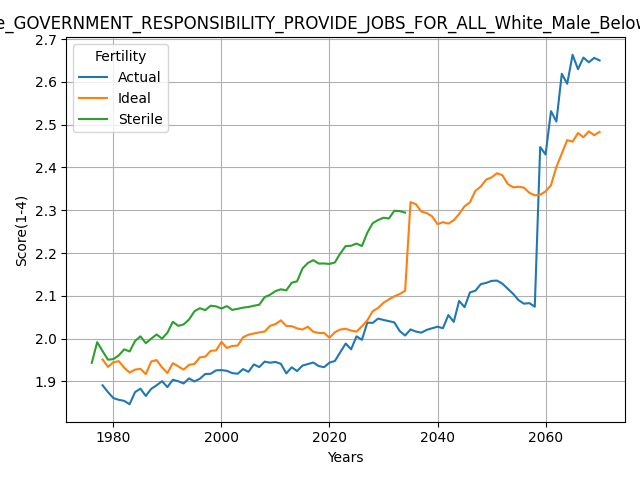 e_GOVERNMENT_RESPONSIBILITY_PROVIDE_JOBS_FOR_ALL_White_Male_Below
2.7
2.6
2.5
2.4
2.3
2.2
2.1
2.0
1.9
Score(1-4)
Fertility
Actual
Ideal
Sterile
1980
2000
2020
2040
2060
Years